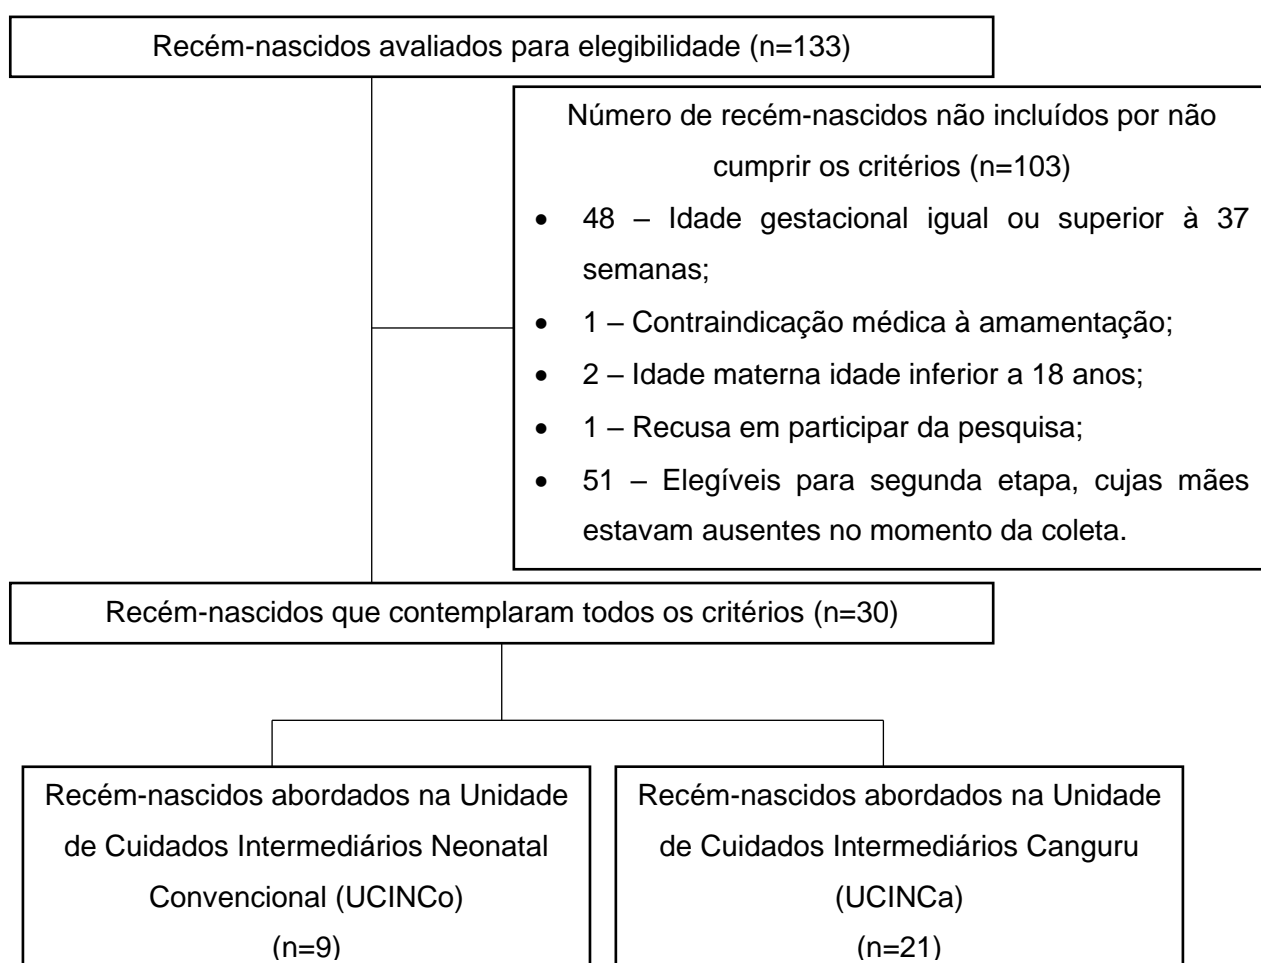 Recém-nascidos avaliados para elegibilidade (n=133)
Número de recém-nascidos não incluídos por não
cumprir os critérios (n=103)
• 48 – Idade gestacional igual ou superior à 37
semanas;
• 1 – Contraindicação médica à amamentação;
• 2 – Idade materna idade inferior a 18 anos;
• 1 – Recusa em participar da pesquisa;
• 51 – Elegíveis para segunda etapa, cujas mães
estavam ausentes no momento da coleta.
Recém-nascidos que contemplaram todos os critérios (n=30)
Recém-nascidos abordados na Unidade
de Cuidados Intermediários Neonatal
Convencional (UCINCo)
(n=9)
Recém-nascidos abordados na Unidade
de Cuidados Intermediários Canguru
(UCINCa)
(n=21)